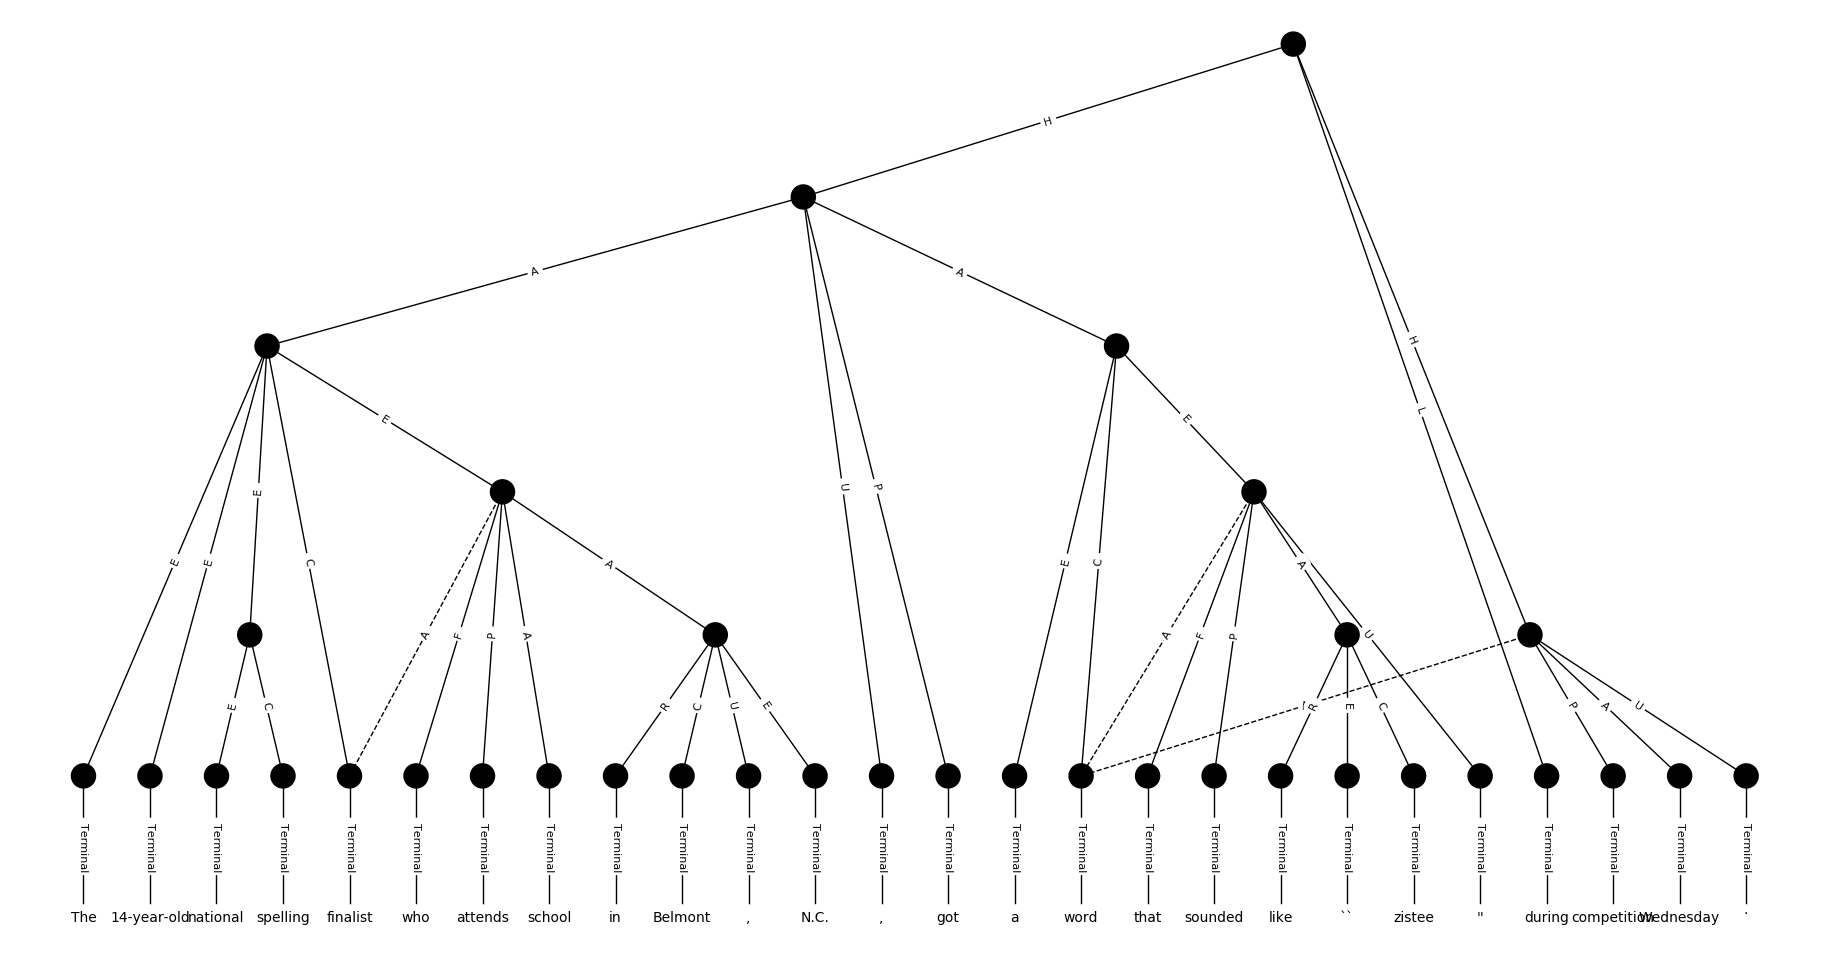 H
A A
H
L
E E
E U P
E E C A E C A
A F P A A F P U
E C R C U E R E C P A U
Terminal Terminal Terminal Terminal Terminal Terminal Terminal Terminal Terminal Terminal Terminal Terminal Terminal Terminal Terminal Terminal Terminal Terminal Terminal Terminal Terminal Terminal Terminal Terminal Terminal Terminal
The 14-year-old national spelling finalist who attends school in Belmont , N.C. , got a word that sounded like `` zistee " during competition Wednesday .